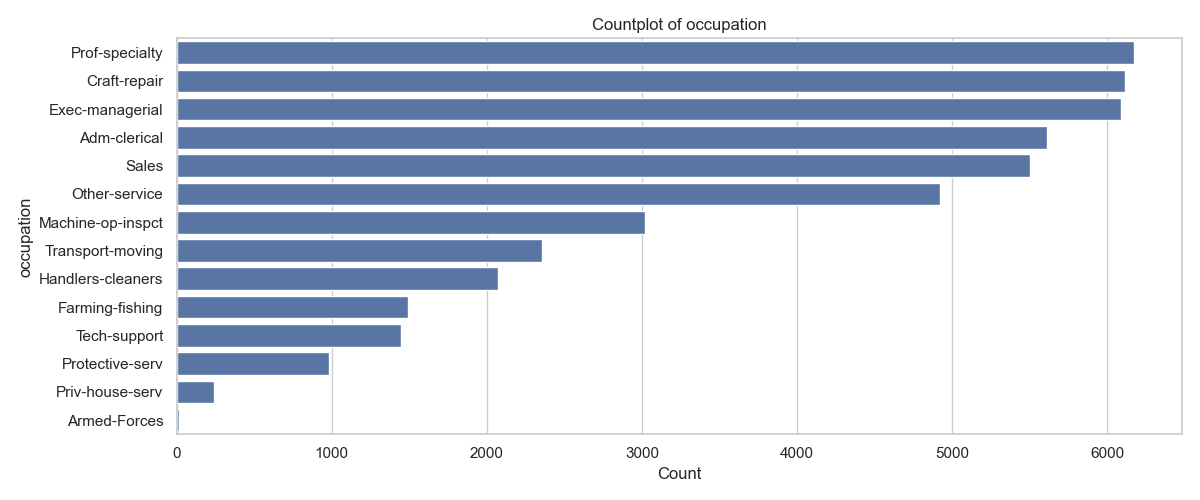 Countplot of occupation
occupation
Prof-specialty
Craft-repair
Exec-managerial
Adm-clerical
Sales
Other-service
Machine-op-inspct
Transport-moving
Handlers-cleaners
Farming-fishing
Tech-support
Protective-serv
Priv-house-serv
Armed-Forces
0 1000 2000 3000 4000 5000 6000
Count